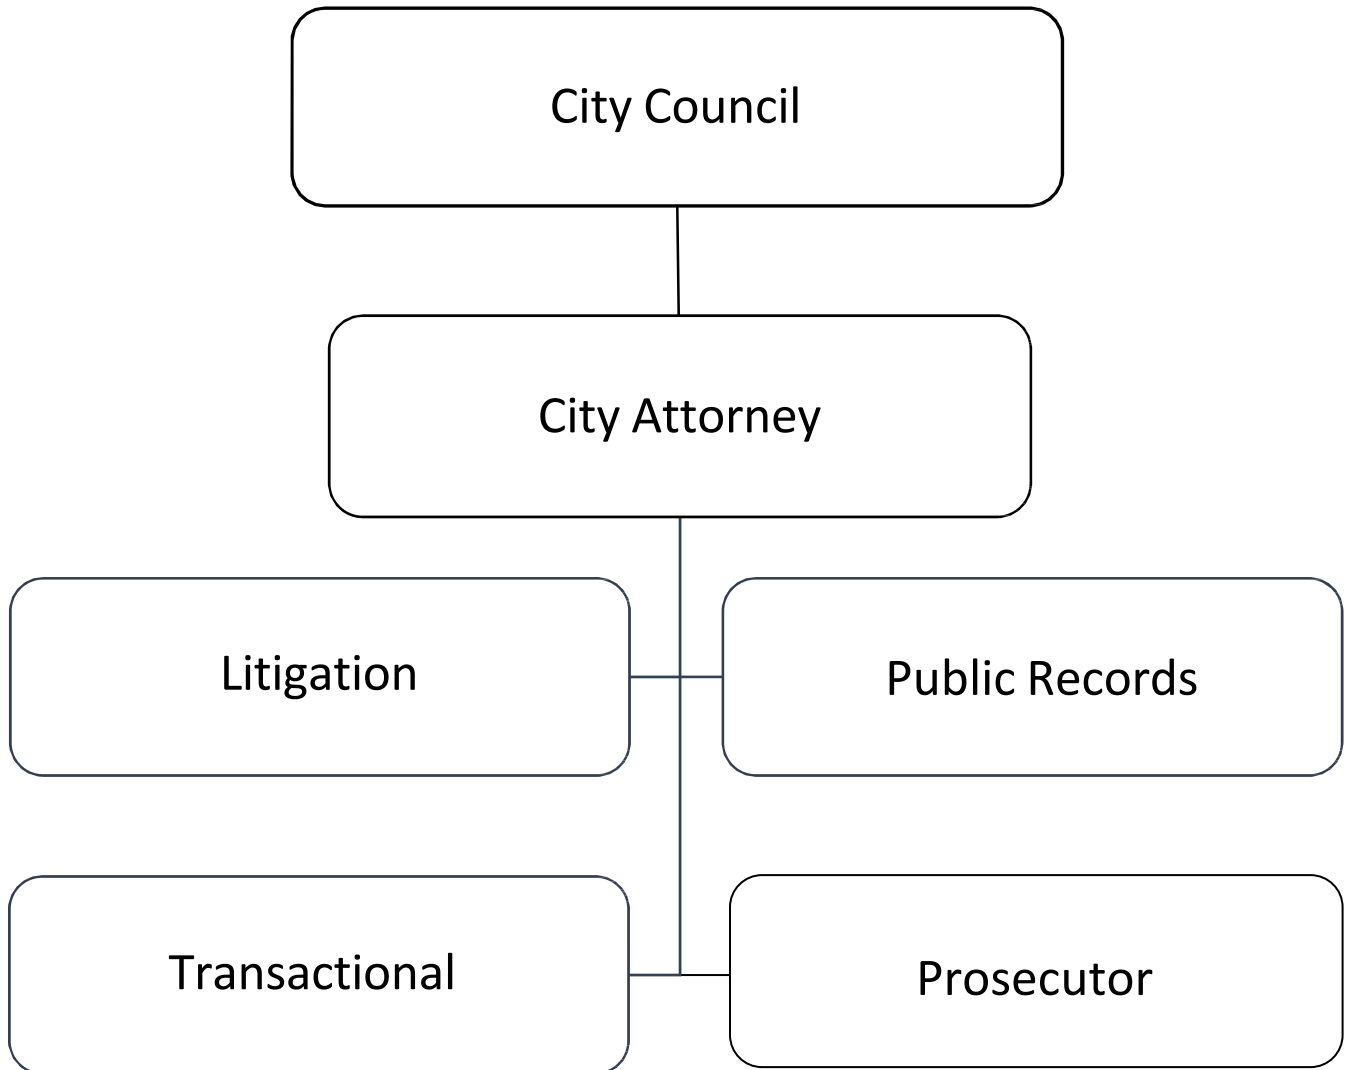 City Council
City Attorney
Litigation
Public Records
Transactional
Prosecutor